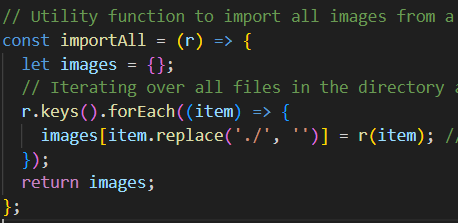 // Utility function to import all images from a
const importAll = (r) => {
  let images = {};
  // Iterating over all files in the directory
  r.keys().forEach((item) => {
    images[item.replace('./', '')] = r(item); //
  });
  return images;
};